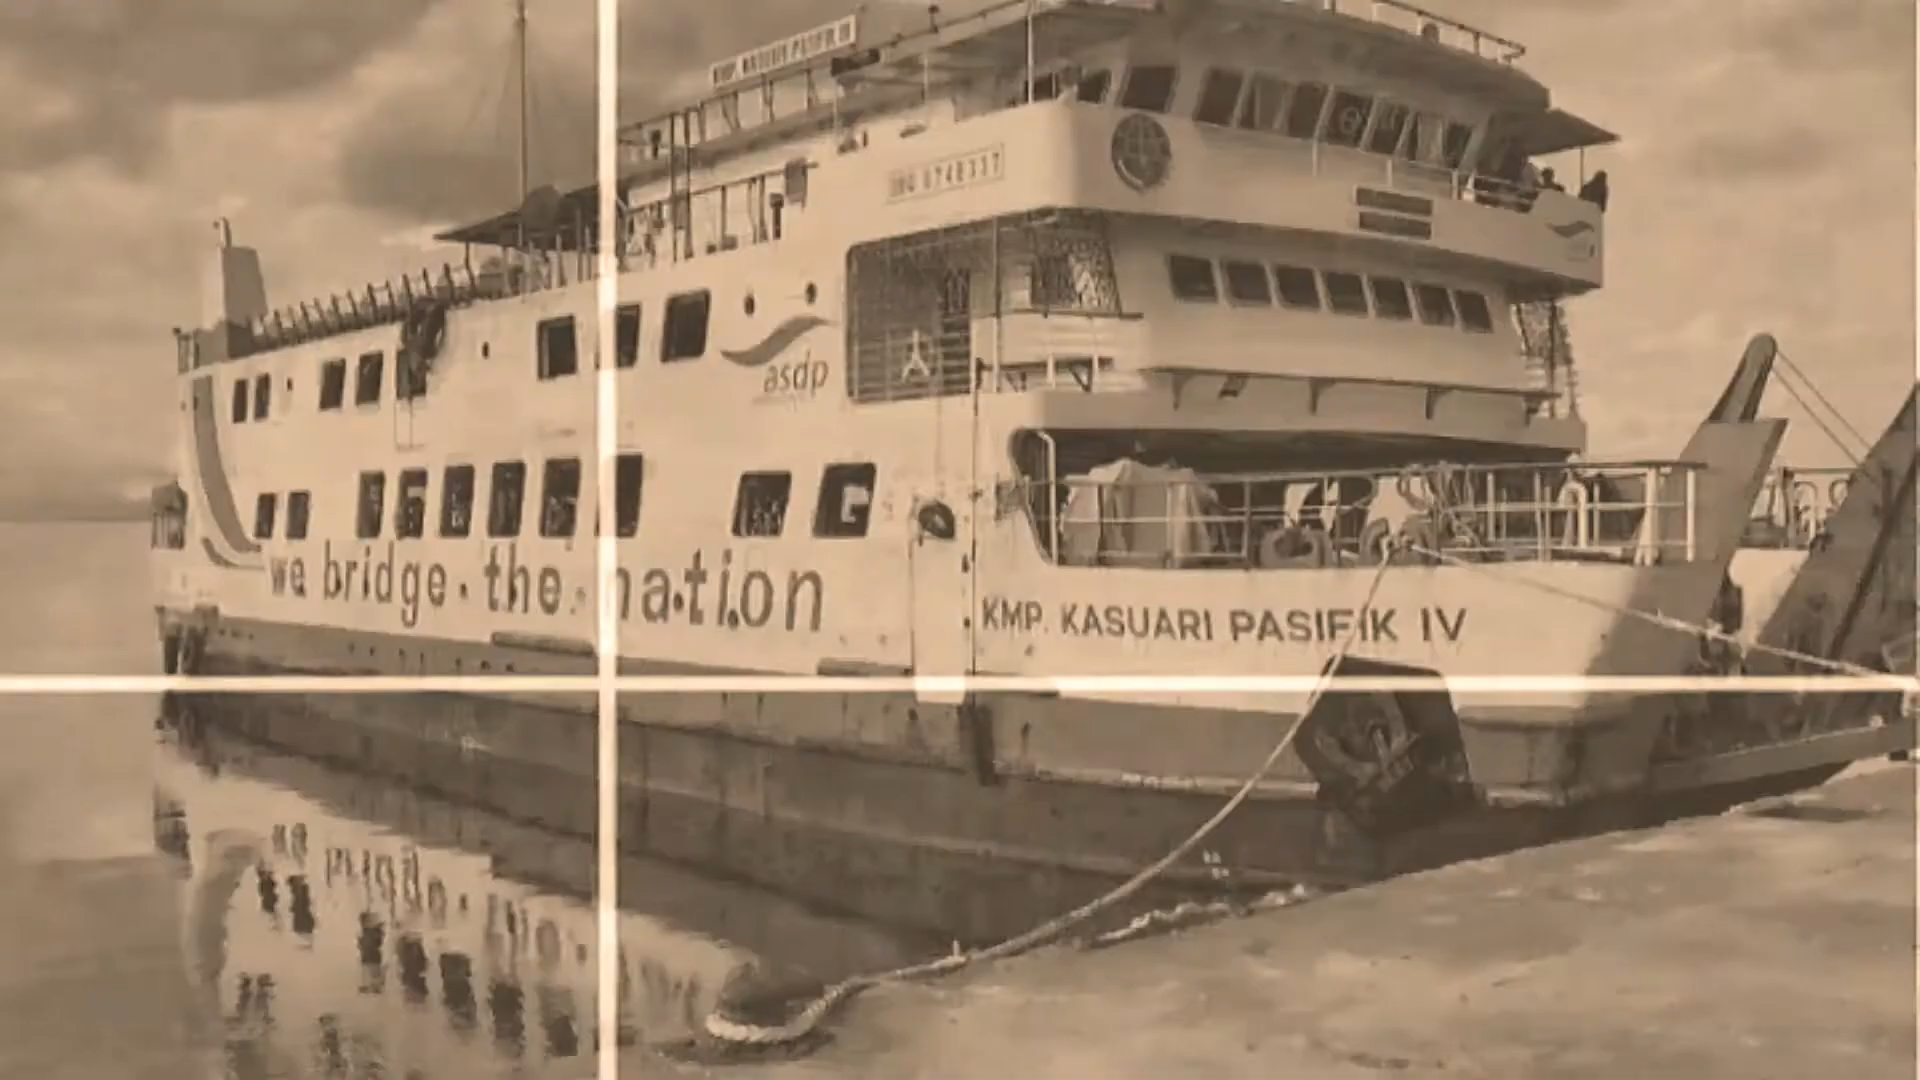 KMP. KASUARI PASIFIK IV
asdp
we bridge the nation
KMP. KASUARI PASIFIK IV